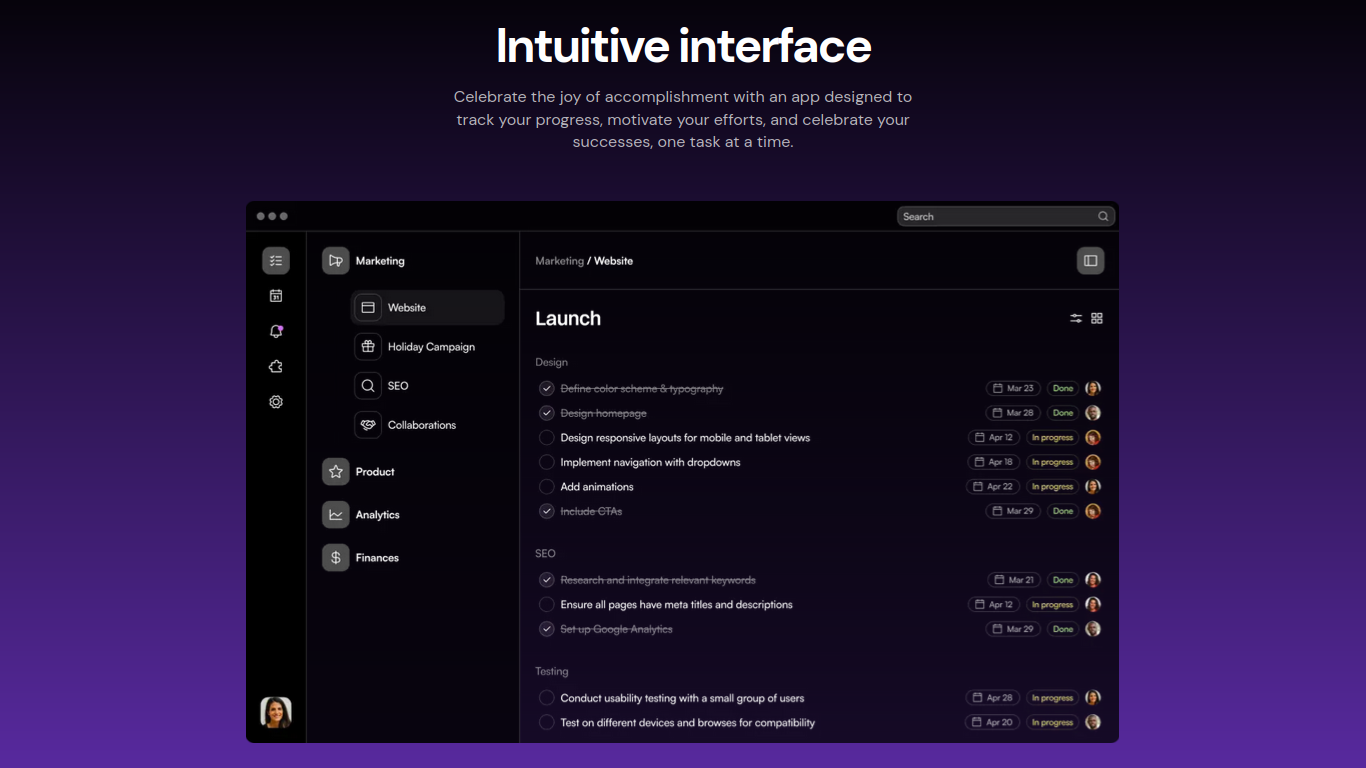 Intuitive interface
Celebrate the joy of accomplishment with an app designed to
track your progress, motivate your efforts, and celebrate your
successes, one task at a time.
Search
Marketing
Website
Holiday Campaign
SEO
Collaborations
Product
Analytics
Finances
Marketing / Website
Launch
Design
Define color scheme & typography Mar 23 Done
Design homepage Mar 28 Done
Design responsive layouts for mobile and tablet views Apr 12 In progress
Implement navigation with dropdowns Apr 18 In progress
Add animations Apr 22 In progress
Include CTAs Mar 29 Done
SEO
Research and integrate relevant keywords Mar 21 Done
Ensure all pages have meta titles and descriptions Apr 12 In progress
Set up Google Analytics Mar 29 Done
Testing
Conduct usability testing with a small group of users Apr 28 In progress
Test on different devices and browses for compatibility Apr 20 In progress